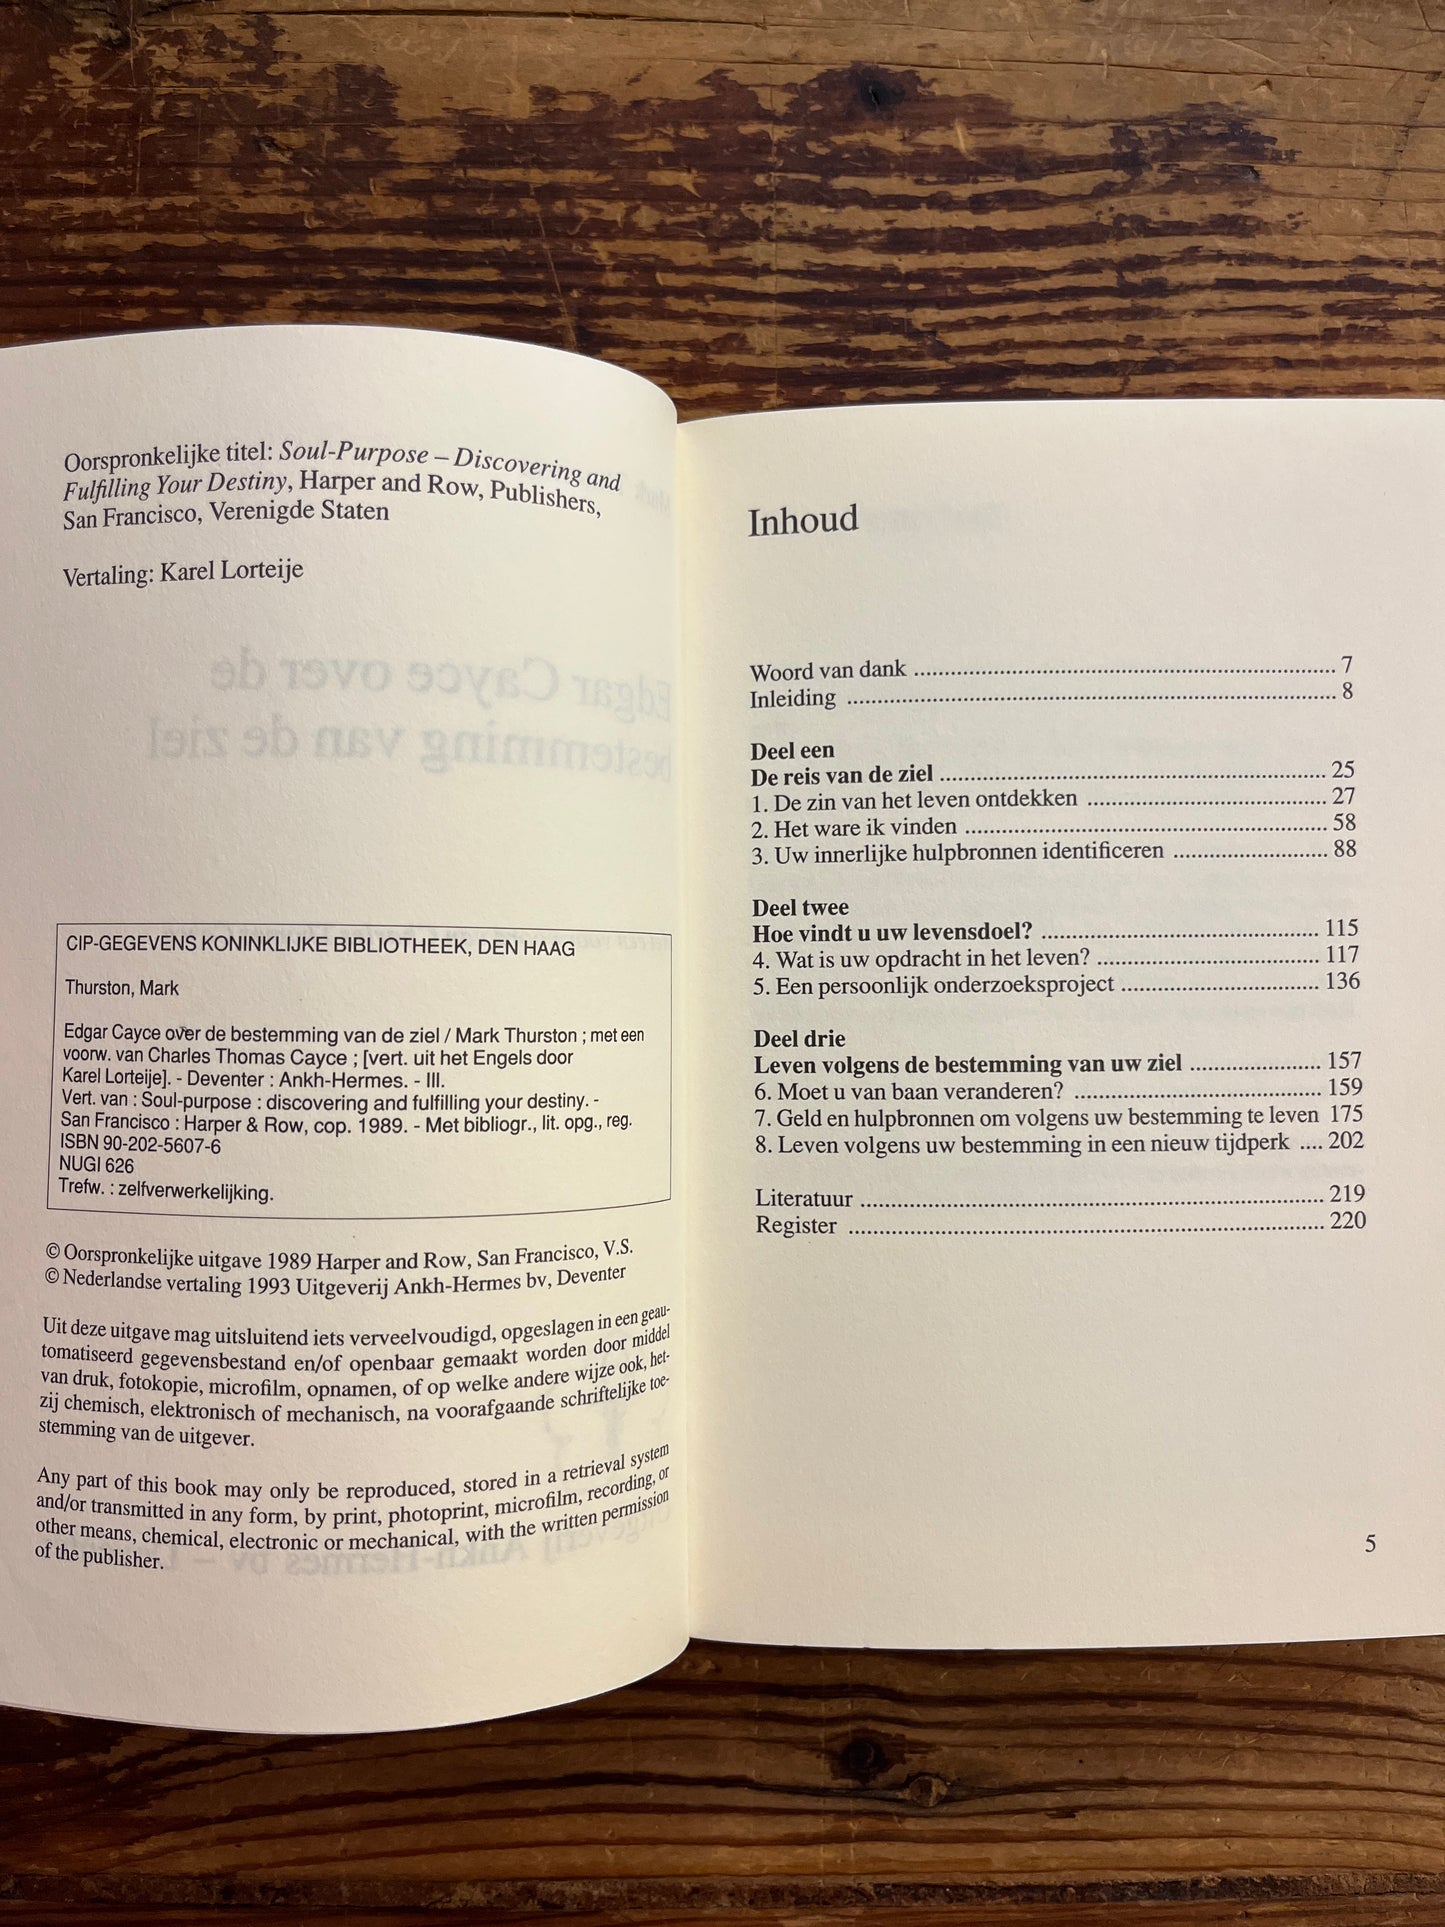 Oorspronkelijke titel: Soul-Purpose – Discovering and
Fulfilling Your Destiny, Harper and Row, Publishers,
San Francisco, Verenigde Staten
Vertaling: Karel Lorteije
CIP-GEGEVENS KONINKLIJKE BIBLIOTHEEK, DEN HAAG
Thurston, Mark
Edgar Cayce over de bestemming van de ziel / Mark Thurston ; met een
voorw. van Charles Thomas Cayce ; [vert. uit het Engels door
Karel Lorteije]. - Deventer : Ankh-Hermes. - III.
Vert. van : Soul-purpose : discovering and fulfilling your destiny. -
San Francisco : Harper & Row, cop. 1989. - Met bibliogr., lit. opg., reg.
ISBN 90-202-5607-6
NUGI 626
Trefw. : zelfverwerkelijking.
© Oorspronkelijke uitgave 1989 Harper and Row, San Francisco, V.S.
© Nederlandse vertaling 1993 Uitgeverij Ankh-Hermes bv, Deventer
Uit deze uitgave mag uitsluitend iets verveelvoudigd, opgeslagen in een geau-
tomatiseerd gegevensbestand en/of openbaar gemaakt worden door middel
van druk, fotokopie, microfilm, opnamen, of op welke andere wijze ook, het-
zij chemisch, elektronisch of mechanisch, na voorafgaande schriftelijke toe-
stemming van de uitgever.
Any part of this book may only be reproduced, stored in a retrieval system
and/or transmitted in any form, by print, photoprint, microfilm, recording, or
other means, chemical, electronic or mechanical, with the written permission
of the publisher.
Inhoud
Woord van dank ........ 7
Inleiding ........ 8
Deel een
De reis van de ziel ........ 25
1. De zin van het leven ontdekken ........ 27
2. Het ware ik vinden ........ 58
3. Uw innerlijke hulpbronnen identificeren ........ 88
Deel twee
Hoe vindt u uw levensdoel? ........ 115
4. Wat is uw opdracht in het leven? ........ 117
5. Een persoonlijk onderzoeksproject ........ 136
Deel drie
Leven volgens de bestemming van uw ziel ........ 157
6. Moet u van baan veranderen? ........ 159
7. Geld en hulpbronnen om volgens uw bestemming te leven 175
8. Leven volgens uw bestemming in een nieuw tijdperk .... 202
Literatuur ........ 219
Register ........ 220
5